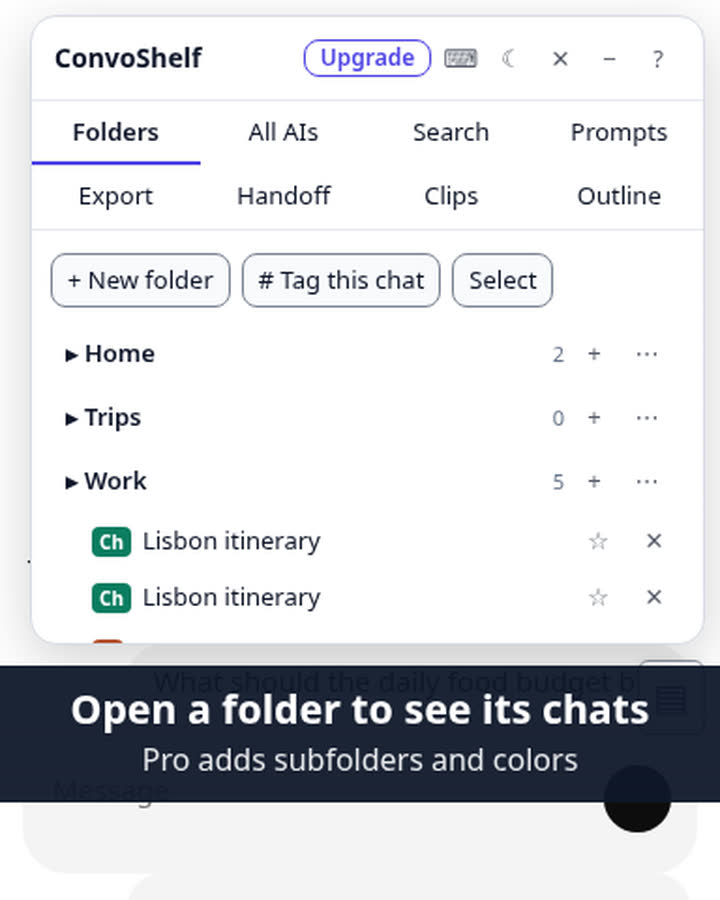 ConvoShelf Upgrade ?
Folders All AIs Search Prompts
Export Handoff Clips Outline
+ New folder # Tag this chat Select
Home 2 + ...
Trips 0 + ...
Work 5 + ...
Ch Lisbon itinerary
Ch Lisbon itinerary
What should the daily food budget b
Open a folder to see its chats
Pro adds subfolders and colors
Message